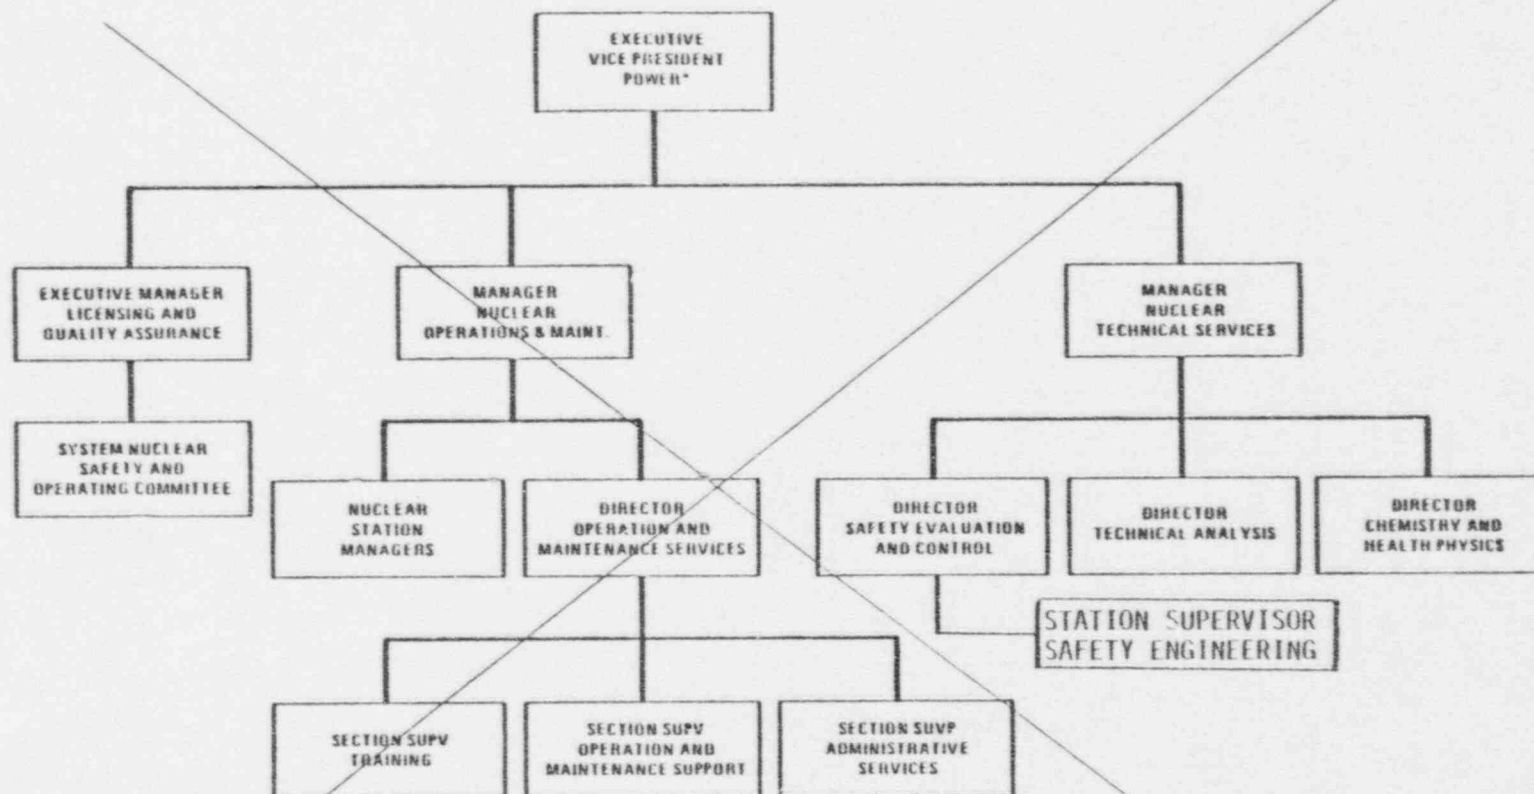 EXECUTIVE
VICE PRESIDENT
POWER*
EXECUTIVE MANAGER
LICENSING AND
QUALITY ASSURANCE
MANAGER
NUCLEAR
OPERATIONS & MAINT.
MANAGER
NUCLEAR
TECHNICAL SERVICES
SYSTEM NUCLEAR
SAFETY AND
OPERATING COMMITTEE
NUCLEAR
STATION
MANAGERS
DIRECTOR
OPERATION AND
MAINTENANCE SERVICES
DIRECTOR
SAFETY EVALUATION
AND CONTROL
DIRECTOR
TECHNICAL ANALYSIS
DIRECTOR
CHEMISTRY AND
HEALTH PHYSICS
STATION SUPERVISOR
SAFETY ENGINEERING
SECTION SUPV
TRAINING
SECTION SUPV
OPERATION AND
MAINTENANCE SUPPORT
SECTION SUVP
ADMINISTRATIVE
SERVICES